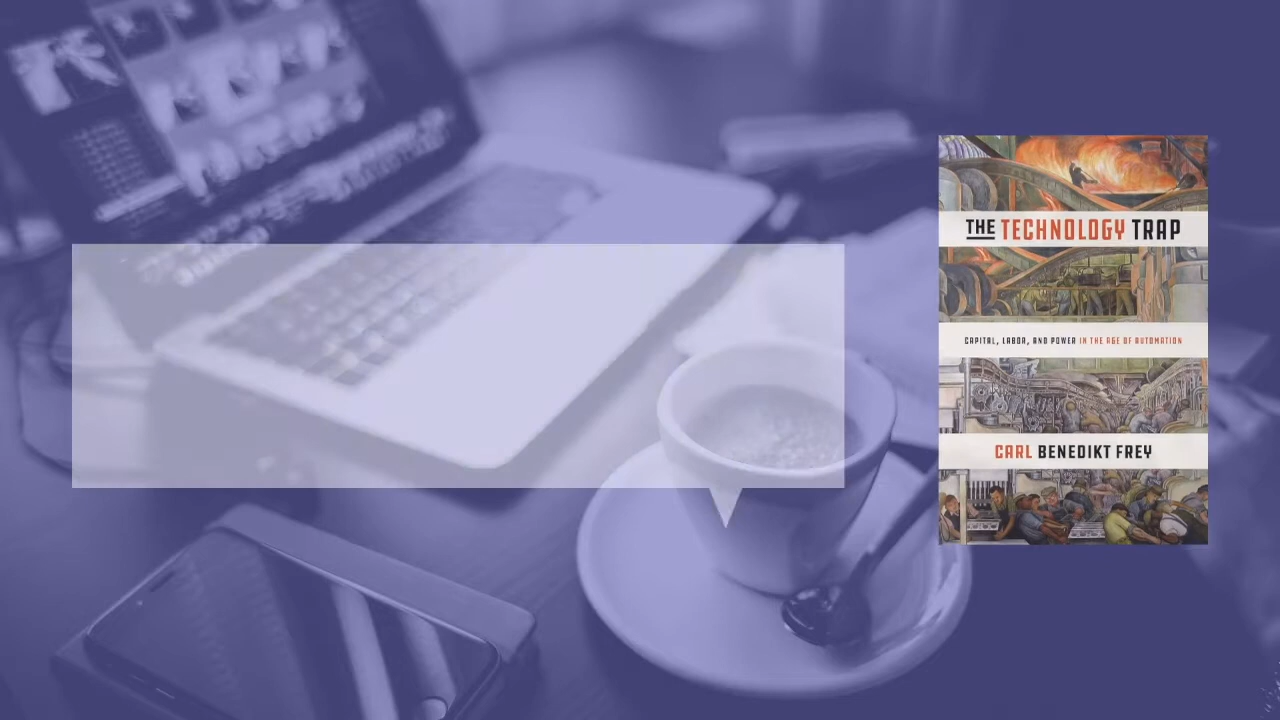 THE TECHNOLOGY TRAP
CAPITAL, LABOR, AND POWER IN THE AGE OF AUTOMATION
CARL BENEDIKT FREY